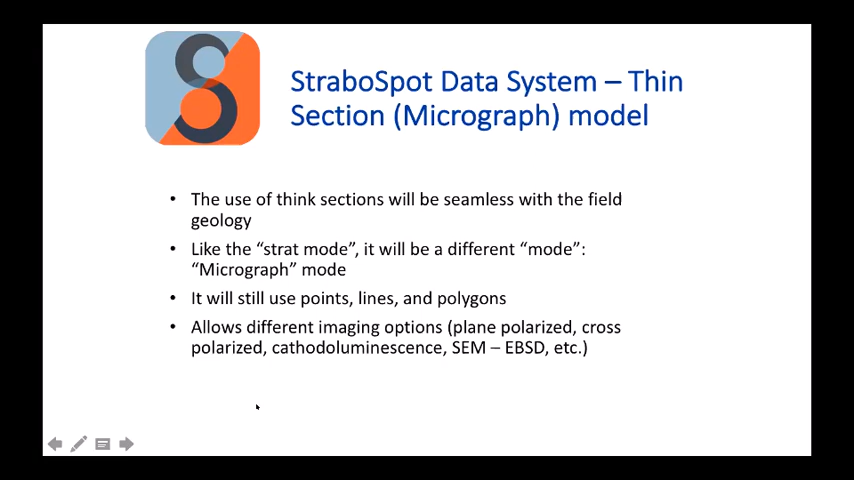 StraboSpot Data System – Thin
Section (Micrograph) model
• The use of think sections will be seamless with the field
geology
• Like the “strat mode”, it will be a different “mode”:
“Micrograph” mode
• It will still use points, lines, and polygons
• Allows different imaging options (plane polarized, cross
polarized, cathodoluminescence, SEM – EBSD, etc.)